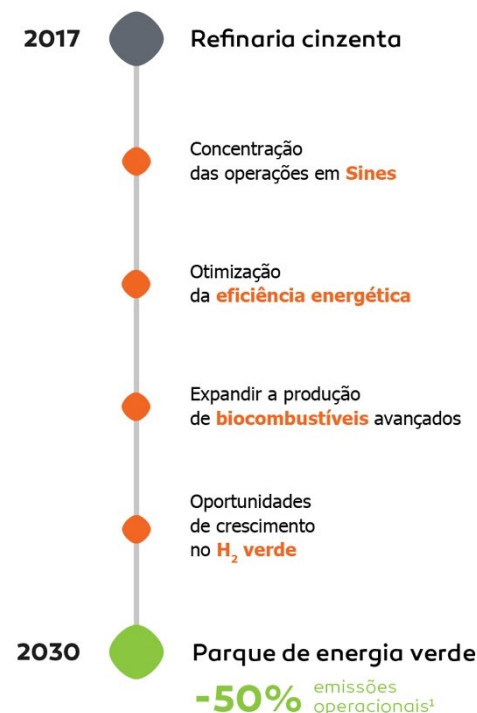 2017 Refinaria cinzenta
Concentração
das operações em Sines
Otimização
da eficiência energética
Expandir a produção
de biocombustíveis avançados
Oportunidades
de crescimento
no H₂ verde
2030 Parque de energia verde
-50% emissões
operacionais¹